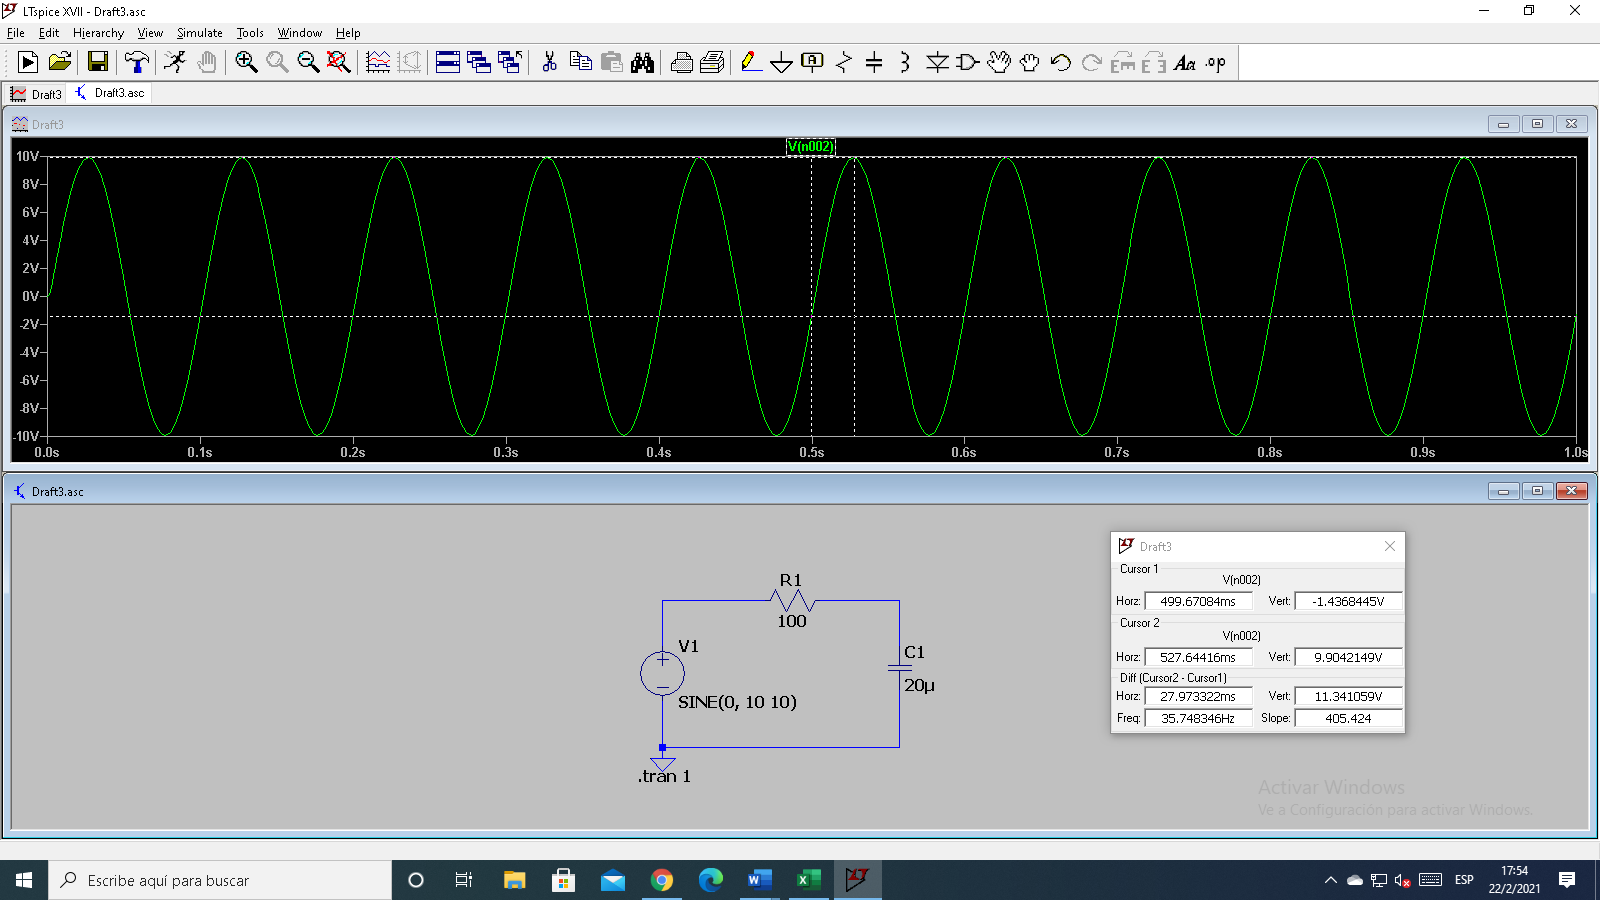 LTspice XVII - Draft3.asc
File Edit Hierarchy View Simulate Tools Window Help
Draft3 Draft3.asc
Draft3
V(n002)
10V
8V
6V
4V
2V
0V
-2V
-4V
-6V
-8V
-10V
0.0s 0.1s 0.2s 0.3s 0.4s 0.5s 0.6s 0.7s 0.8s 0.9s 1.0s
Draft3.asc
R1
100
V1
SINE(0, 10 10)
C1
20µ
.tran 1
Draft3
Cursor 1
V(n002)
Horz: 499.67084ms Vert: -1.4368445V
Cursor 2
V(n002)
Horz: 527.64416ms Vert: 9.9042149V
Diff (Cursor2 - Cursor1)
Horz: 27.973322ms Vert: 11.341059V
Freq: 35.748346Hz Slope: 405.424
Activar Windows
Ve a Configuración para activar Windows.
Escribe aquí para buscar
ESP
17:54
22/2/2021